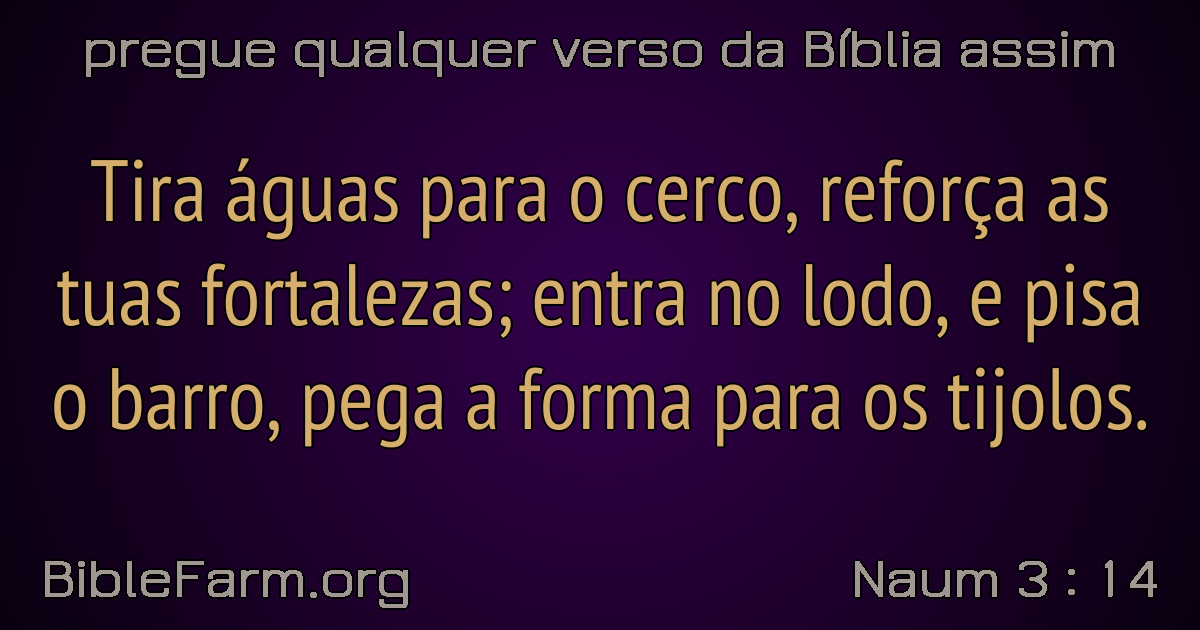 pregue qualquer verso da Bíblia assim
Tira águas para o cerco, reforça as
tuas fortalezas; entra no lodo, e pisa
o barro, pega a forma para os tijolos.
BibleFarm.org
Naum 3 : 14